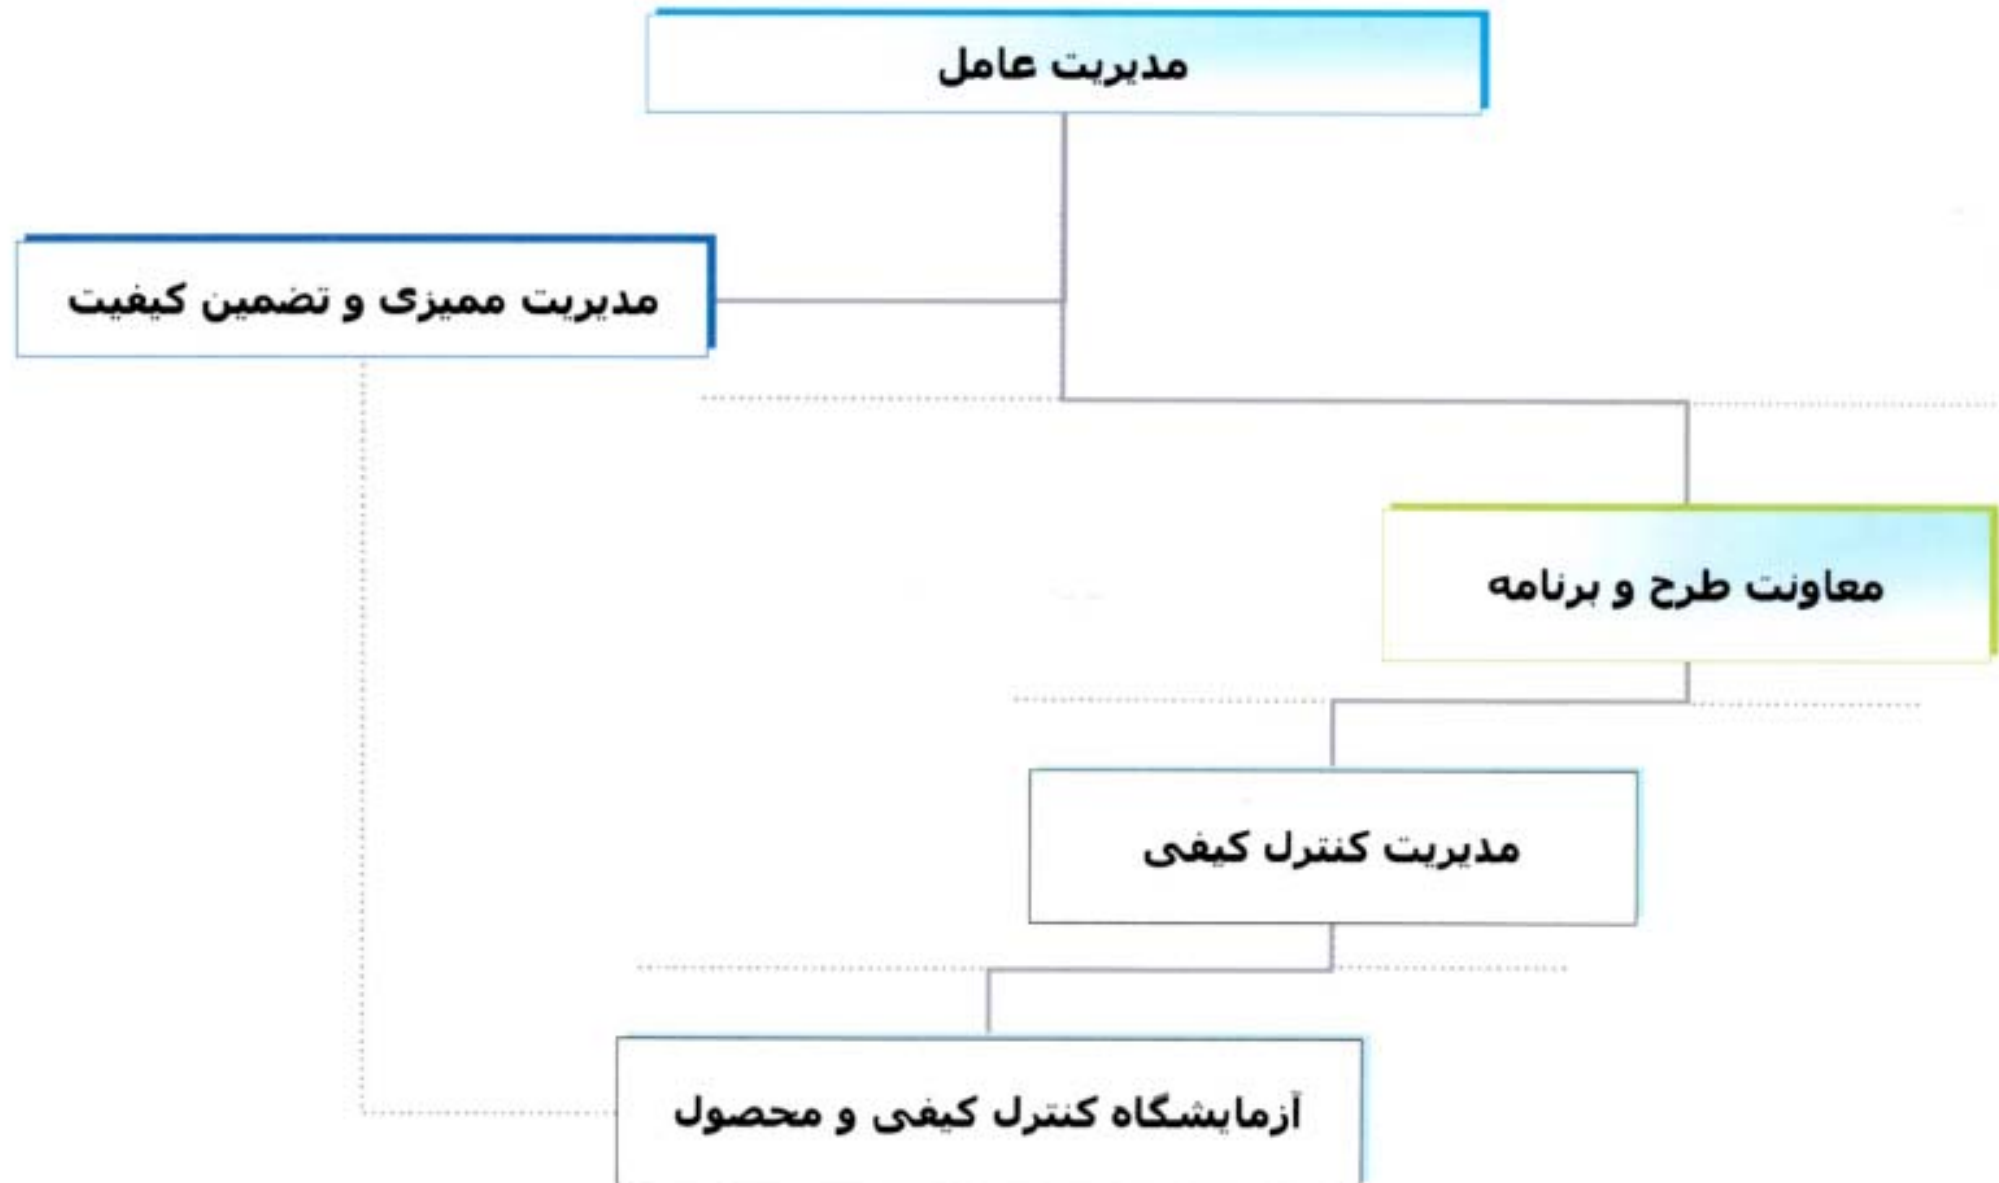 مدیریت عامل
مدیریت ممیزی و تضمین کیفیت
معاونت طرح و برنامه
مدیریت کنترل کیفی
آزمایشگاه کنترل کیفی و محصول